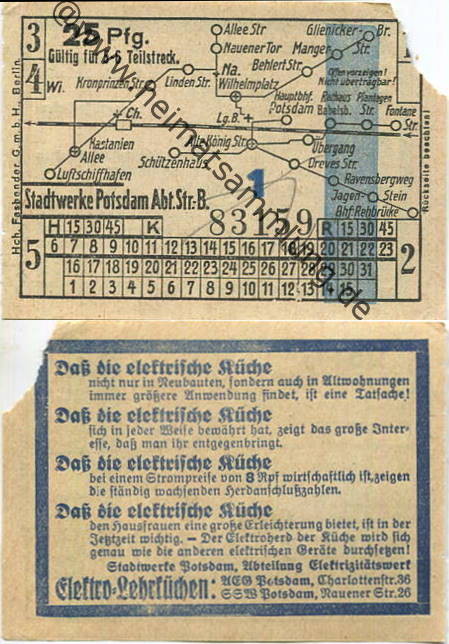 3
25 Pfg.
Gültig für 5-6 Teilstreck.
Allee Str
Nauener Tor
Glienicker-
Br.
Manger-
Str.
Behlert Str.
4
Wi.
Kronprinzen Str.
Linden Str.
Na.
Wilhelmplatz
Offen vorzeigen!
Nicht übertragbar!
Hauptbhf.
Potsdam
Rathaus
Babelsb.
Plantagen
Str.
Fontane
Str.
Ch.
Lg.B.
Kastanien
Allee
Alte König Str.
Schützenhaus
Übergang
Dreves Str.
Luftschiffhafen
Ravensbergweg
Jagen-
Stein
Bhf. Rehbrücke
Stadtwerke Potsdam Abt. Str.-B.
1
83159
Hch. Fasbender G.m.b.H., Berlin
Rückseite beachten!
H 15 30 45 K R 15 30 45
5
6 7 8 9 10 11 12 13 14 15 16 17 18 19 20 21 22 23
2
16 17 18 19 20 21 22 23 24 25 26 27 28 29 30 31
1 2 3 4 5 6 7 8 9 10 11 12 13 14 15
© www.heimatsammlung.de
Daß die elektrische Küche
nicht nur in Neubauten, sondern auch in Altwohnungen
immer größere Anwendung findet, ist eine Tatsache!
Daß die elektrische Küche
sich in jeder Weise bewährt hat, zeigt das große Inter-
esse, daß man ihr entgegenbringt.
Daß die elektrische Küche
bei einem Strompreise von 8 Rpf wirtschaftlich ist, zeigen
die ständig wachsenden Herdanschlußzahlen.
Daß die elektrische Küche
den Hausfrauen eine große Erleichterung bietet, ist in der
Jetztzeit wichtig. – Der Elektroherd der Küche wird sich
genau wie die anderen elektrischen Geräte durchsetzen!
Stadtwerke Potsdam, Abteilung Elektrizitätswerk
Elektro-Lehrküchen: AEG Potsdam, Charlottenstr. 36
SSW Potsdam, Nauener Str. 26